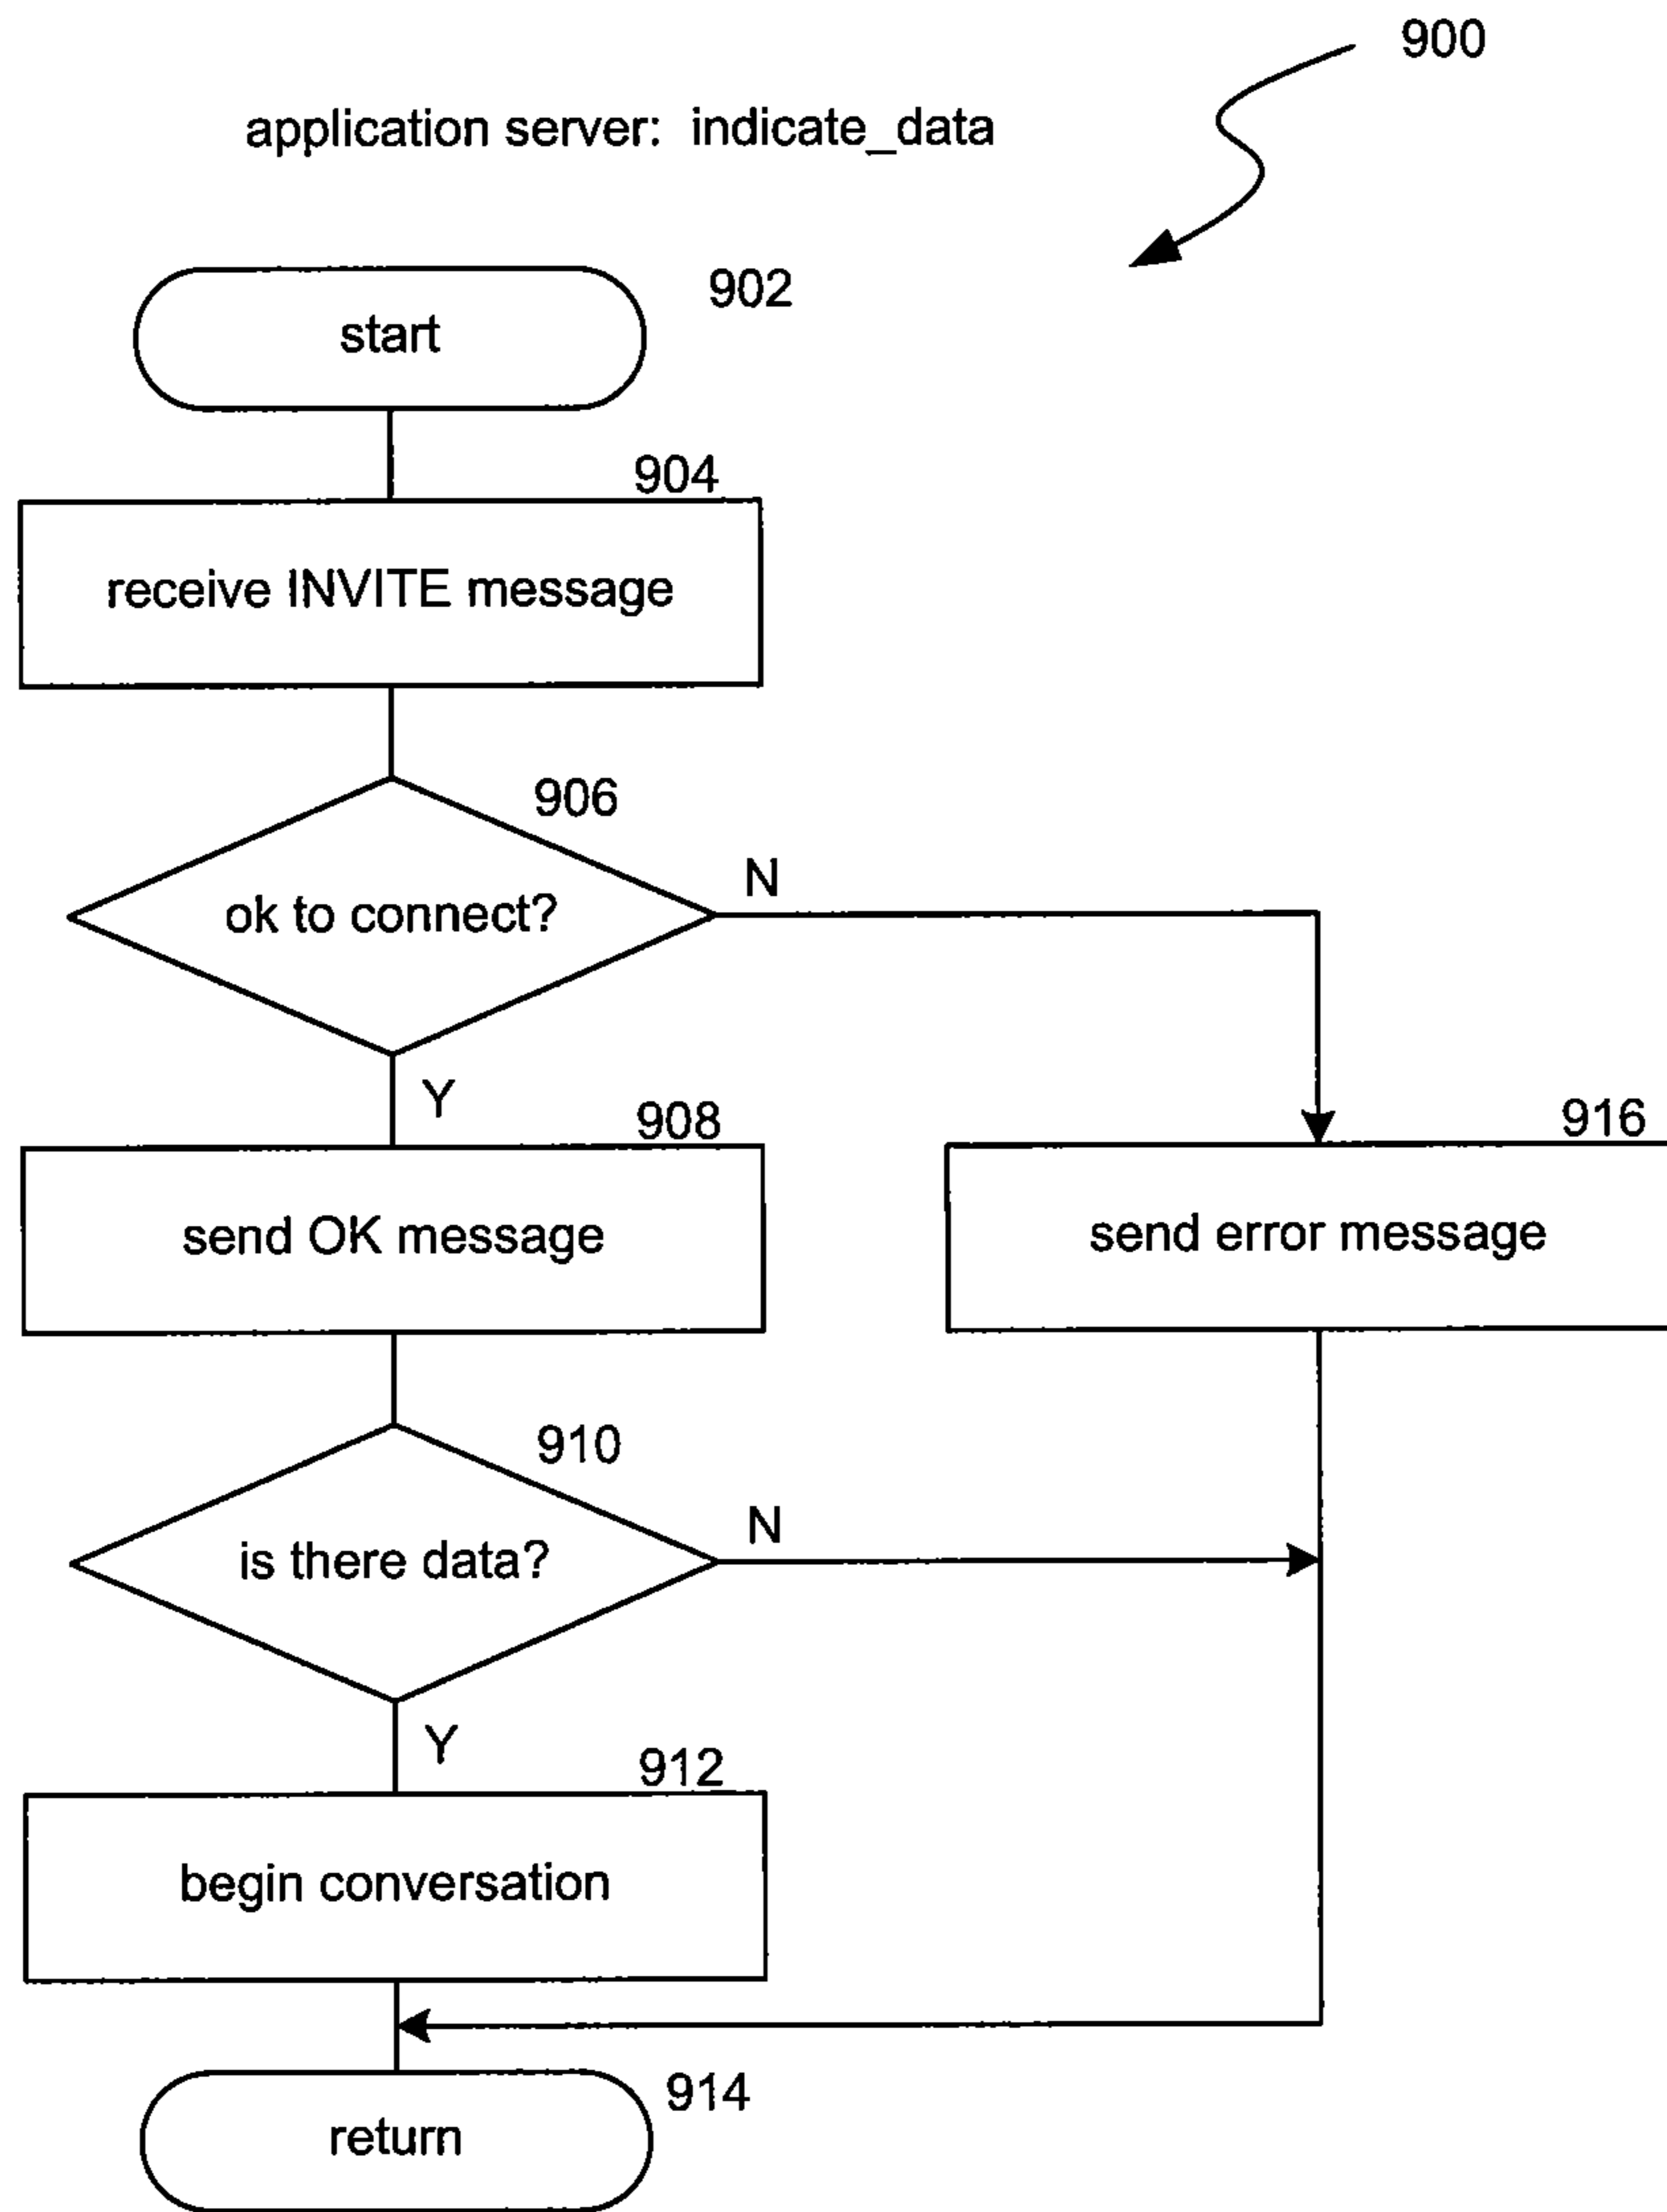 900
application server: indicate_data
902
start
904
receive INVITE message
906
ok to connect?
N
Y
908
send OK message
916
send error message
910
is there data?
N
Y
912
begin conversation
914
return